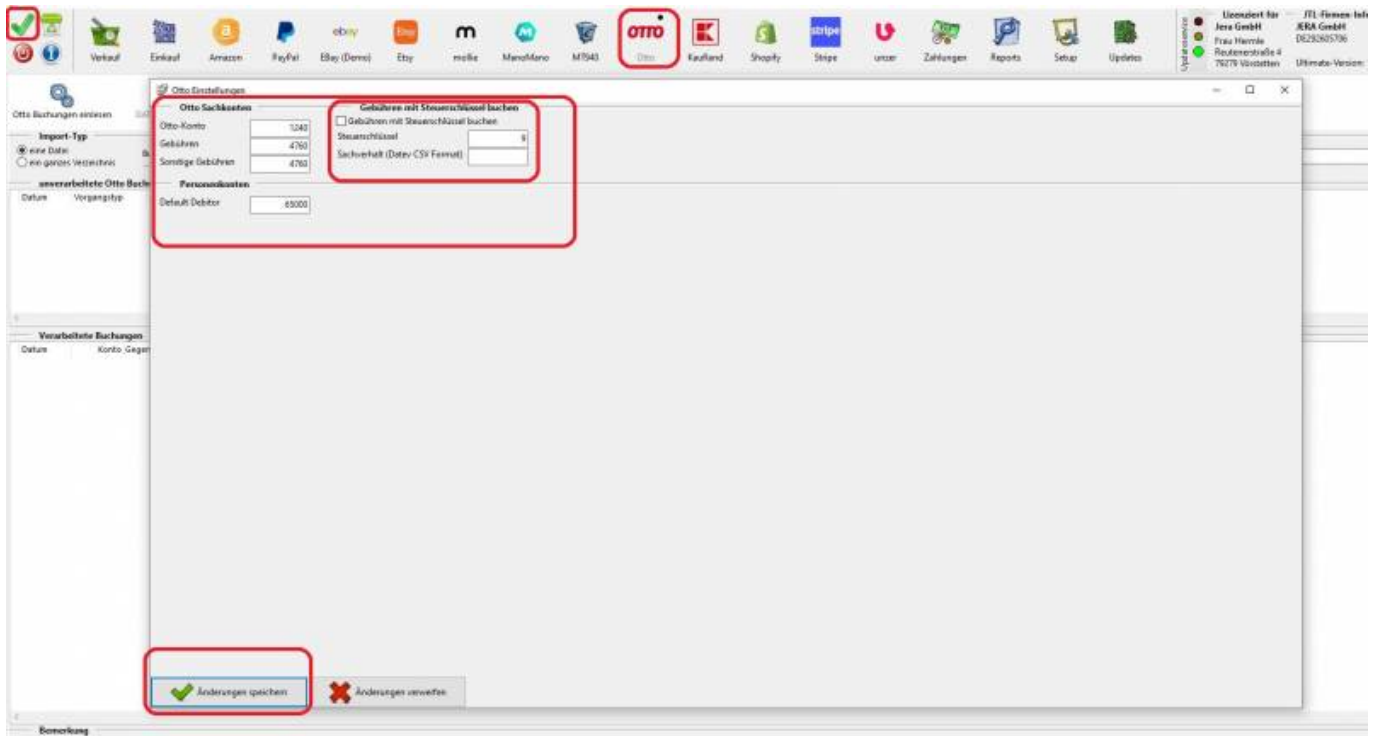 Verkauf
Einkauf
Amazon
PayPal
EBay (Demo)
Etsy
mollie
ManoMano
MT940
Otto
Kaufland
Shopify
Stripe
unzer
Zahlungen
Reports
Setup
Updates
ebay
Etsy
OTTO
stripe
Updateservice
Lizenziert für
Jera GmbH
Frau Hermle
Reutenerstraße 4
79279 Vörstetten
JTL-Firmen-Info
JERA GmbH
DE292605706
Ultimate-Version:
Otto Buchungen einlesen
Import-Typ
eine Datei
ein ganzes Verzeichnis
unverarbeitete Otto Buch
Datum Vorgangstyp
Verarbeitete Buchungen
Datum Konto_Gegen
Bemerkung
Otto Einstellungen
Otto Sachkonten
Otto-Konto 1240
Gebühren 4760
Sonstige Gebühren 4760
Gebühren mit Steuerschlüssel buchen
Gebühren mit Steuerschlüssel buchen
Steuerschlüssel 9
Sachverhalt (Datev CSV Format)
Personenkonten
Default Debitor 65000
Änderungen speichern
Änderungen verwerfen